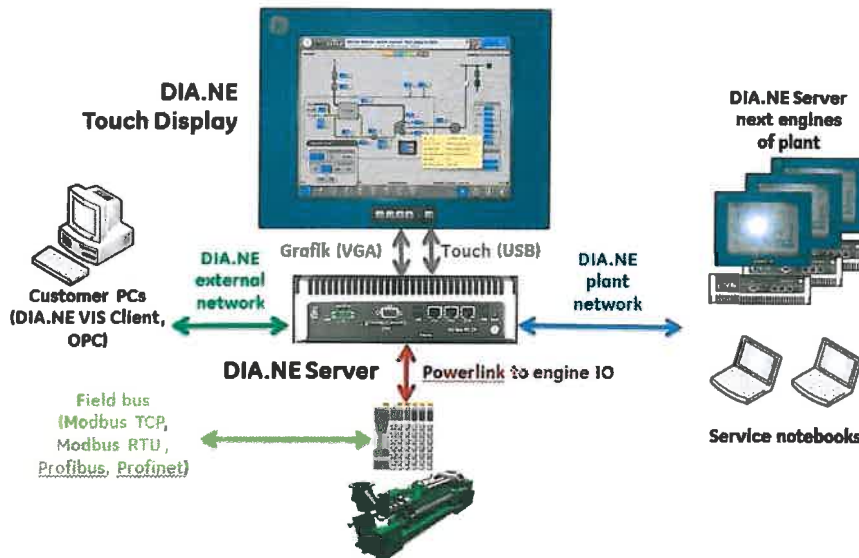 DIA.NE
Touch Display
DIA.NE Server
next engines
of plant
Grafik (VGA)
Touch (USB)
DIA.NE
external
network
DIA.NE
plant
network
Customer PCs
(DIA.NE VIS Client,
OPC)
DIA.NE Server
Powerlink to engine IO
Field bus
(Modbus TCP,
Modbus RTU,
Profibus, Profinet)
Service notebooks